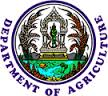 DEPARTMENT OF AGRICULTURE